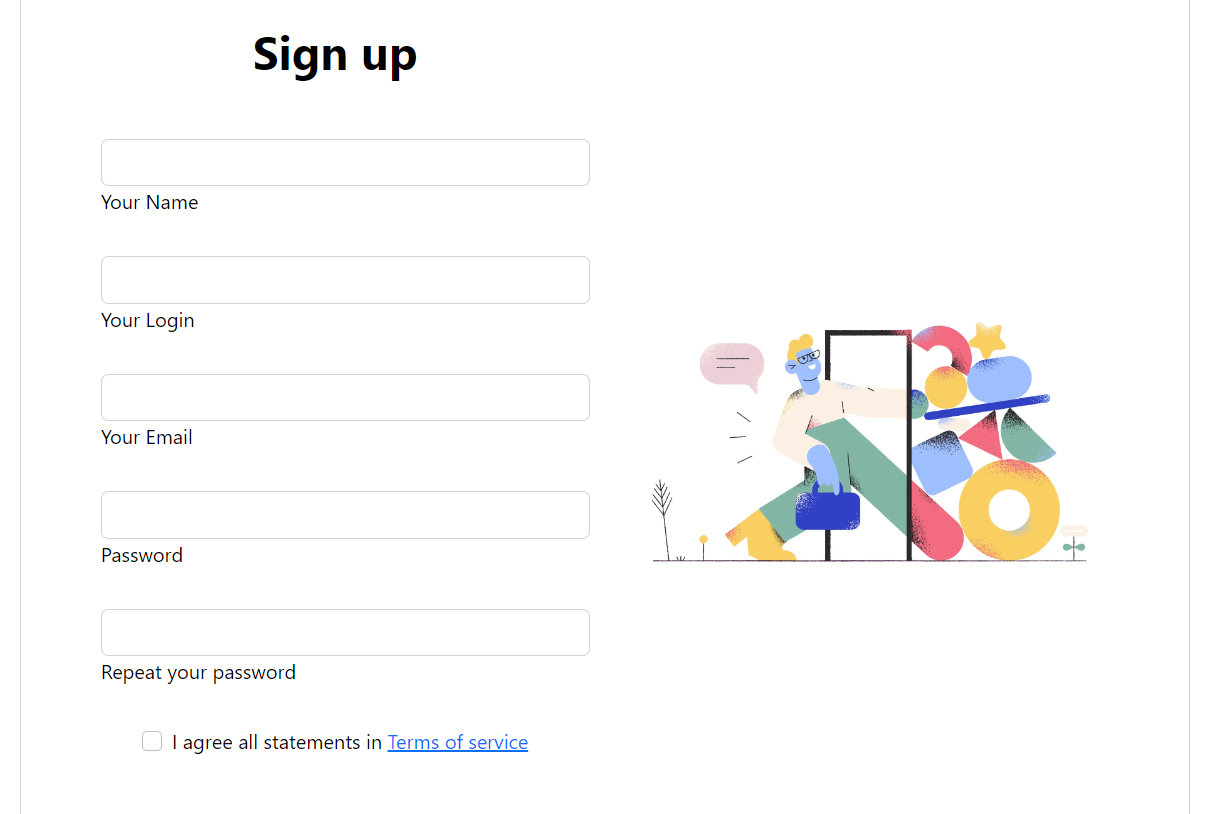 Sign up
Your Name
Your Login
Your Email
Password
Repeat your password
I agree all statements in Terms of service